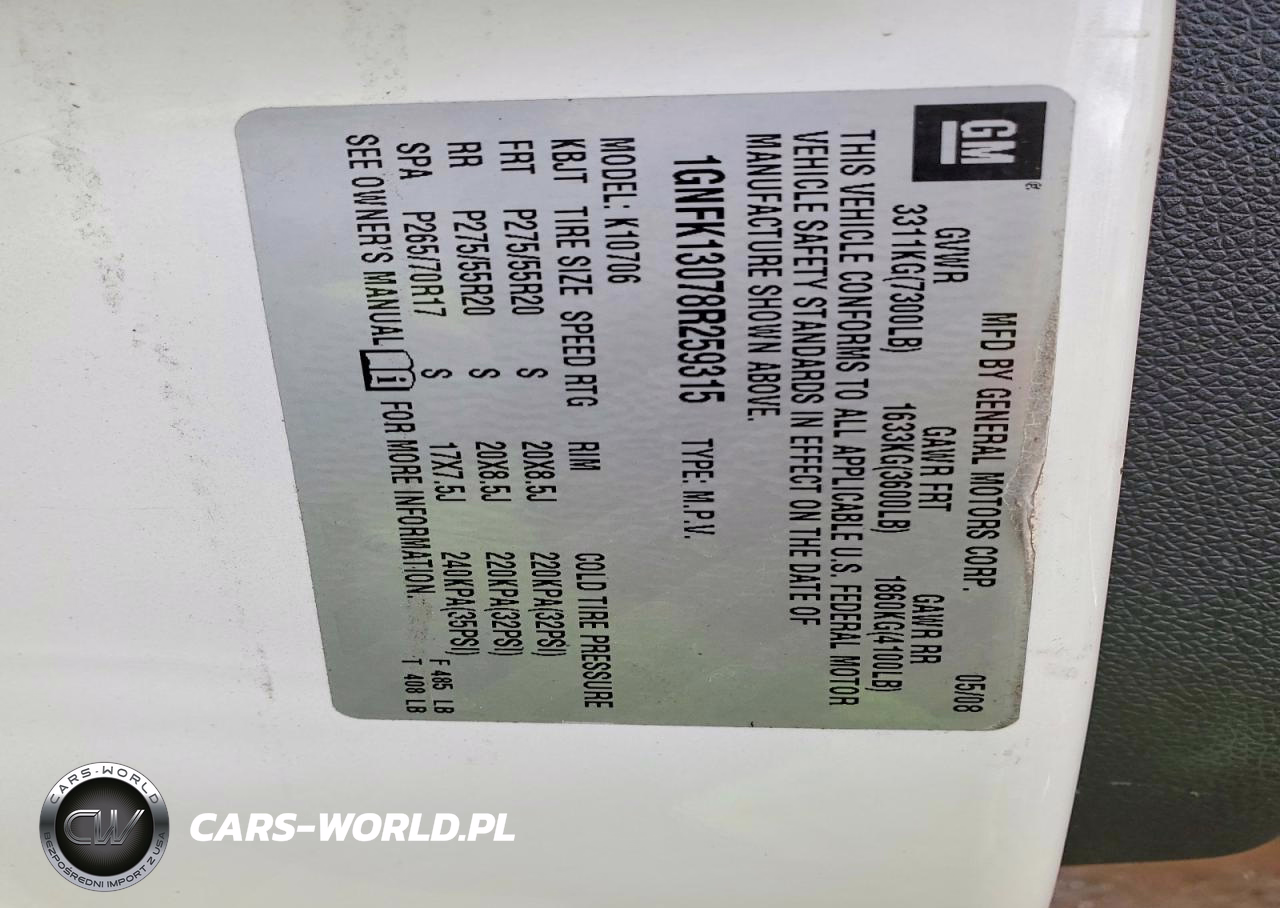 GM®
MFD BY GENERAL MOTORS CORP. 05/08
GVWR GAWR FRT GAWR RR
3311KG(7300LB) 1633KG(3600LB) 1860KG(4100LB)
THIS VEHICLE CONFORMS TO ALL APPLICABLE U.S. FEDERAL MOTOR
VEHICLE SAFETY STANDARDS IN EFFECT ON THE DATE OF
MANUFACTURE SHOWN ABOVE.
1GNFK13078R259315 TYPE: M.P.V.
MODEL: K10706
KBJT TIRE SIZE SPEED RTG RIM COLD TIRE PRESSURE
FRT P275/55R20 S 20X8.5J 220KPA(32PSI)
RR P275/55R20 S 20X8.5J 220KPA(32PSI)
SPA P265/70R17 S 17X7.5J 240KPA(35PSI) F 485 LB
SEE OWNER'S MANUAL FOR MORE INFORMATION. T 408 LB
CARS-WORLD
CW
BEZPOŚREDNI IMPORT Z USA
CARS-WORLD.PL